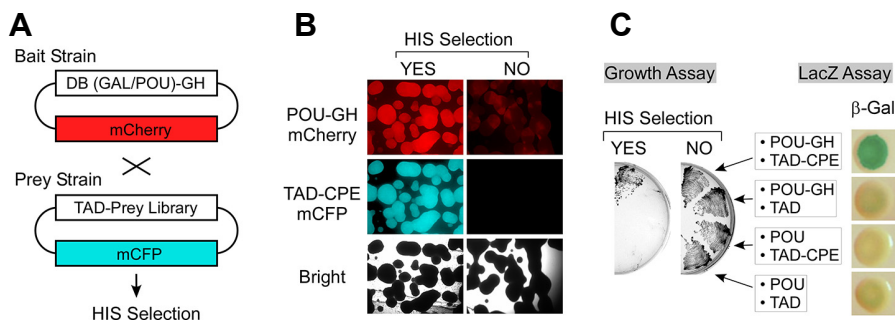 A
Bait Strain
DB (GAL/POU)-GH
mCherry
Prey Strain
TAD-Prey Library
mCFP
HIS Selection
B
HIS Selection
YES NO
POU-GH
mCherry
TAD-CPE
mCFP
Bright
C
Growth Assay
LacZ Assay
β-Gal
HIS Selection
YES NO
• POU-GH
• TAD-CPE
• POU-GH
• TAD
• POU
• TAD-CPE
• POU
• TAD